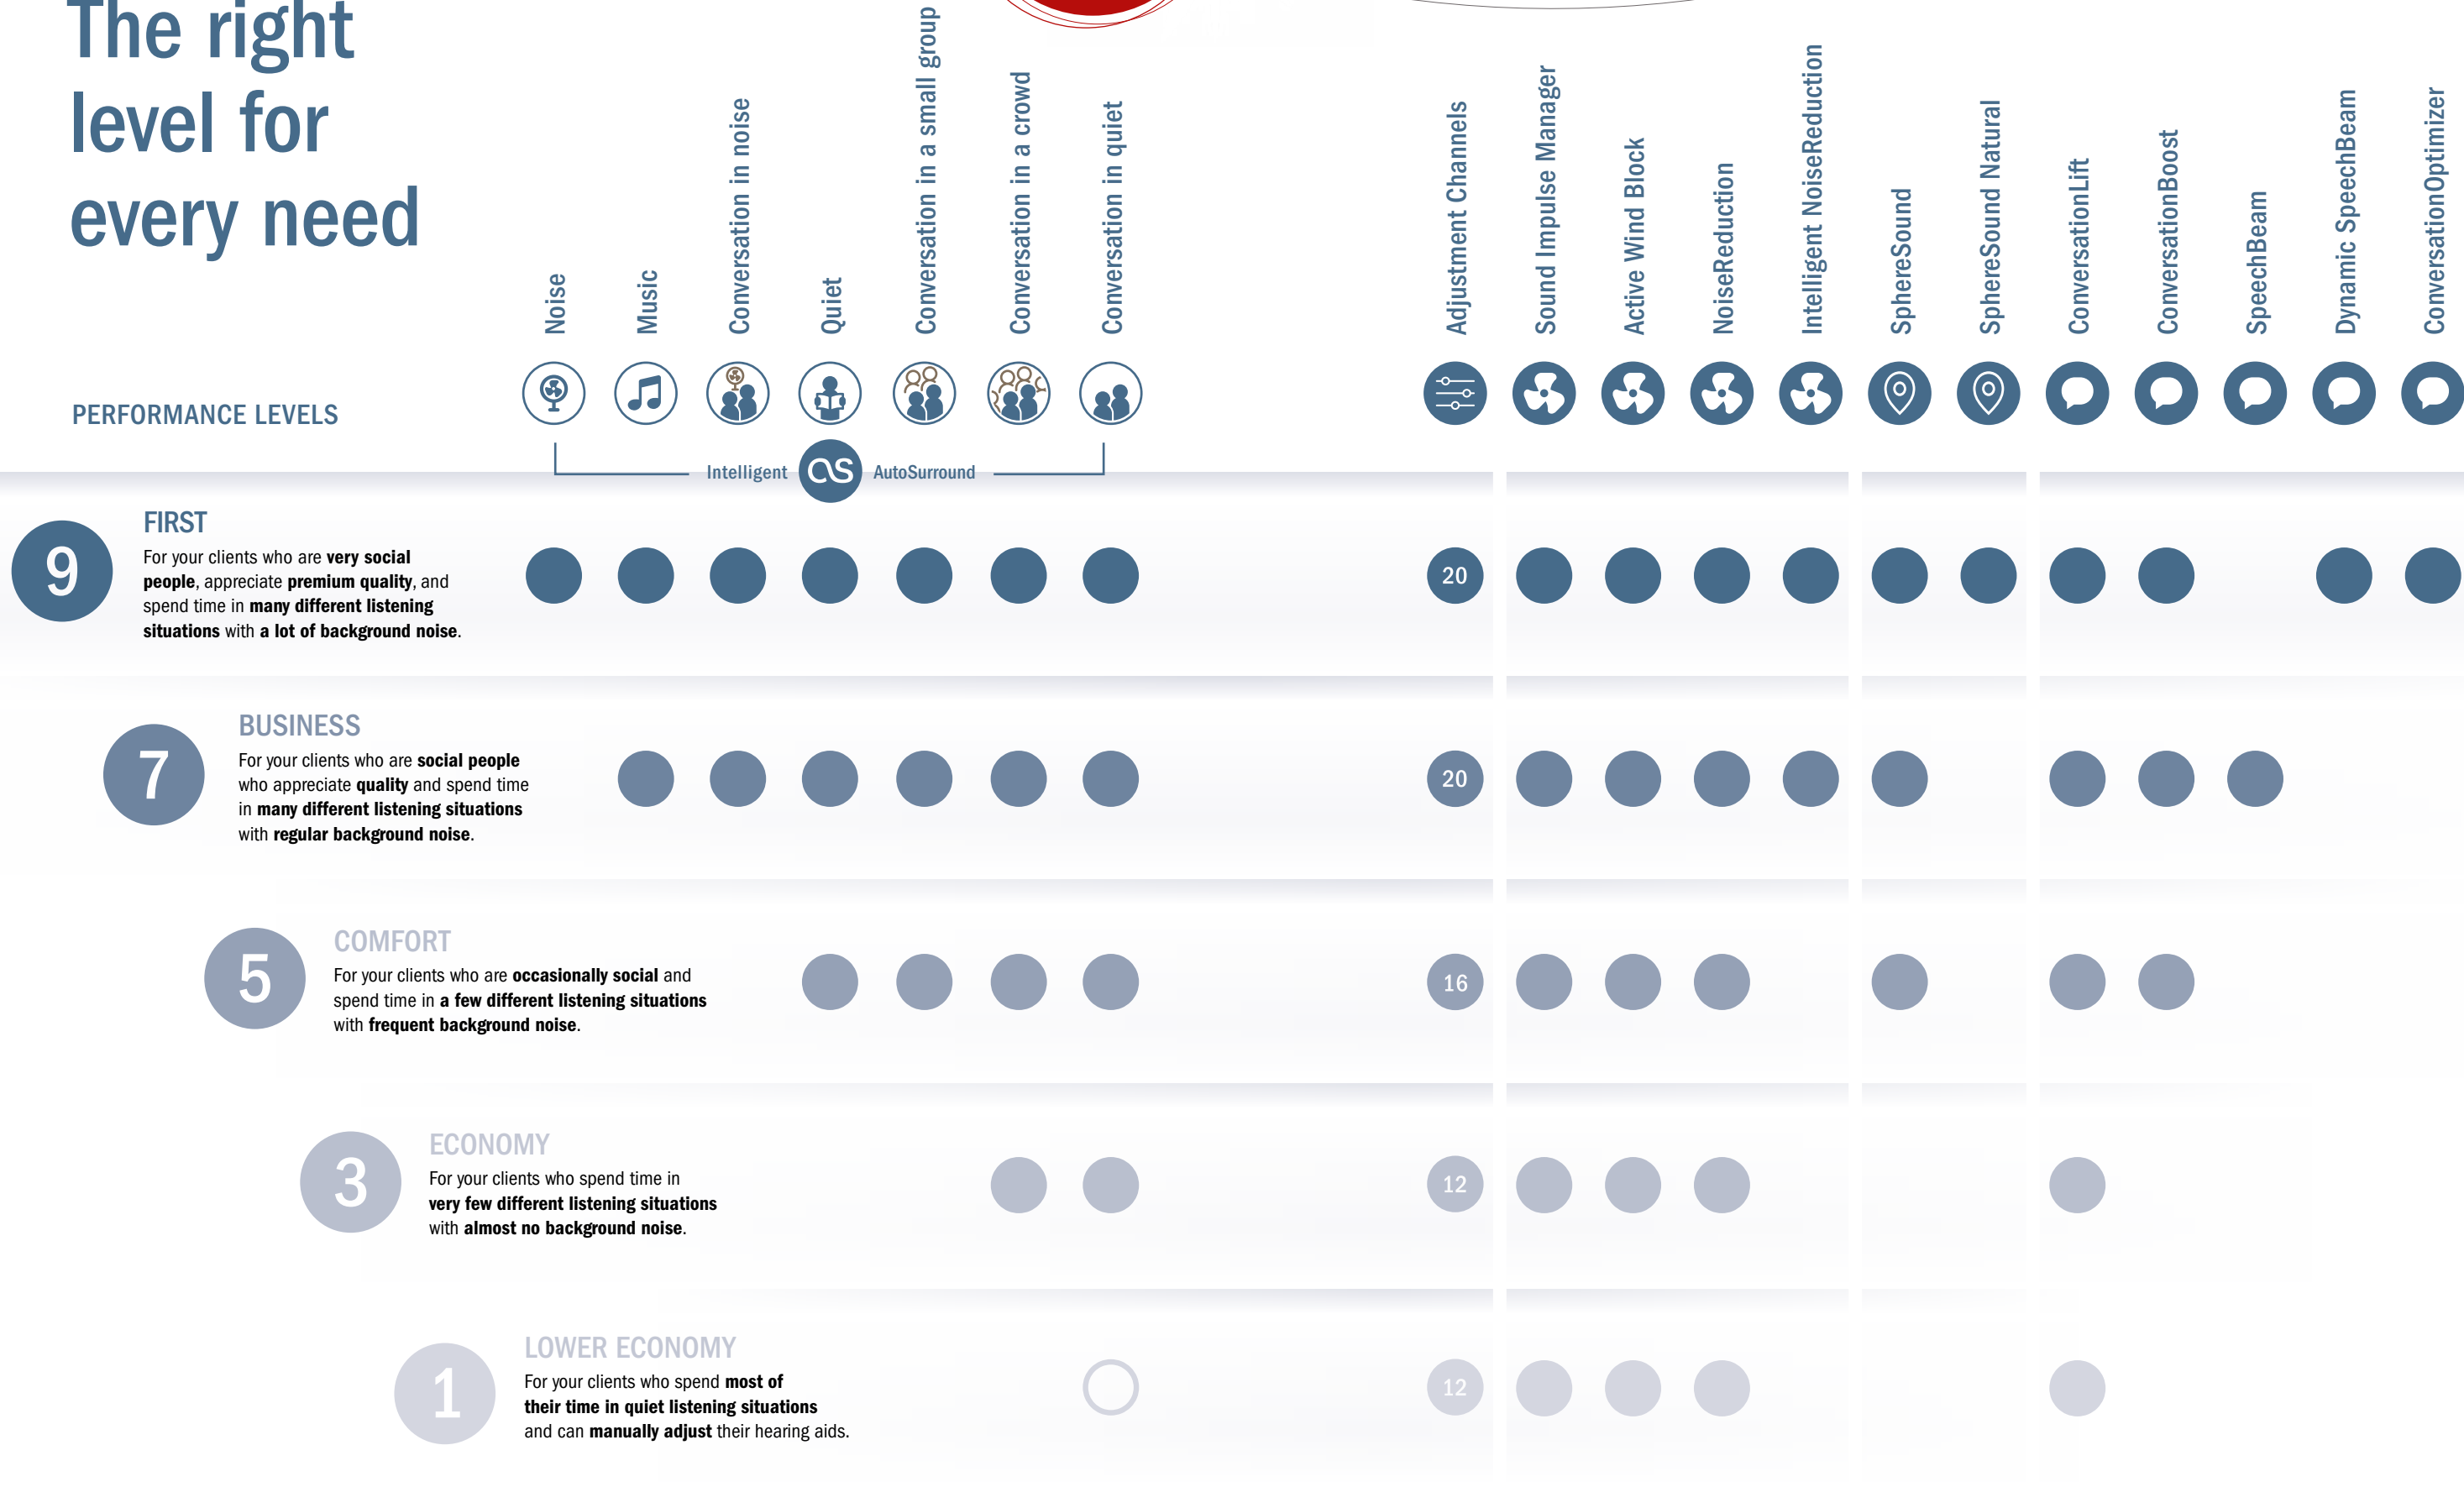 The right
level for
every need
Noise
Music
Conversation in noise
Quiet
Conversation in a small group
Conversation in a crowd
Conversation in quiet
Adjustment Channels
Sound Impulse Manager
Active Wind Block
NoiseReduction
Intelligent NoiseReduction
SphereSound
SphereSound Natural
ConversationLift
ConversationBoost
SpeechBeam
Dynamic SpeechBeam
ConversationOptimizer
PERFORMANCE LEVELS
Intelligent as AutoSurround
9
FIRST
For your clients who are very social
people, appreciate premium quality, and
spend time in many different listening
situations with a lot of background noise.
20
7
BUSINESS
For your clients who are social people
who appreciate quality and spend time
in many different listening situations
with regular background noise.
20
5
COMFORT
For your clients who are occasionally social and
spend time in a few different listening situations
with frequent background noise.
16
3
ECONOMY
For your clients who spend time in
very few different listening situations
with almost no background noise.
12
1
LOWER ECONOMY
For your clients who spend most of
their time in quiet listening situations
and can manually adjust their hearing aids.
12